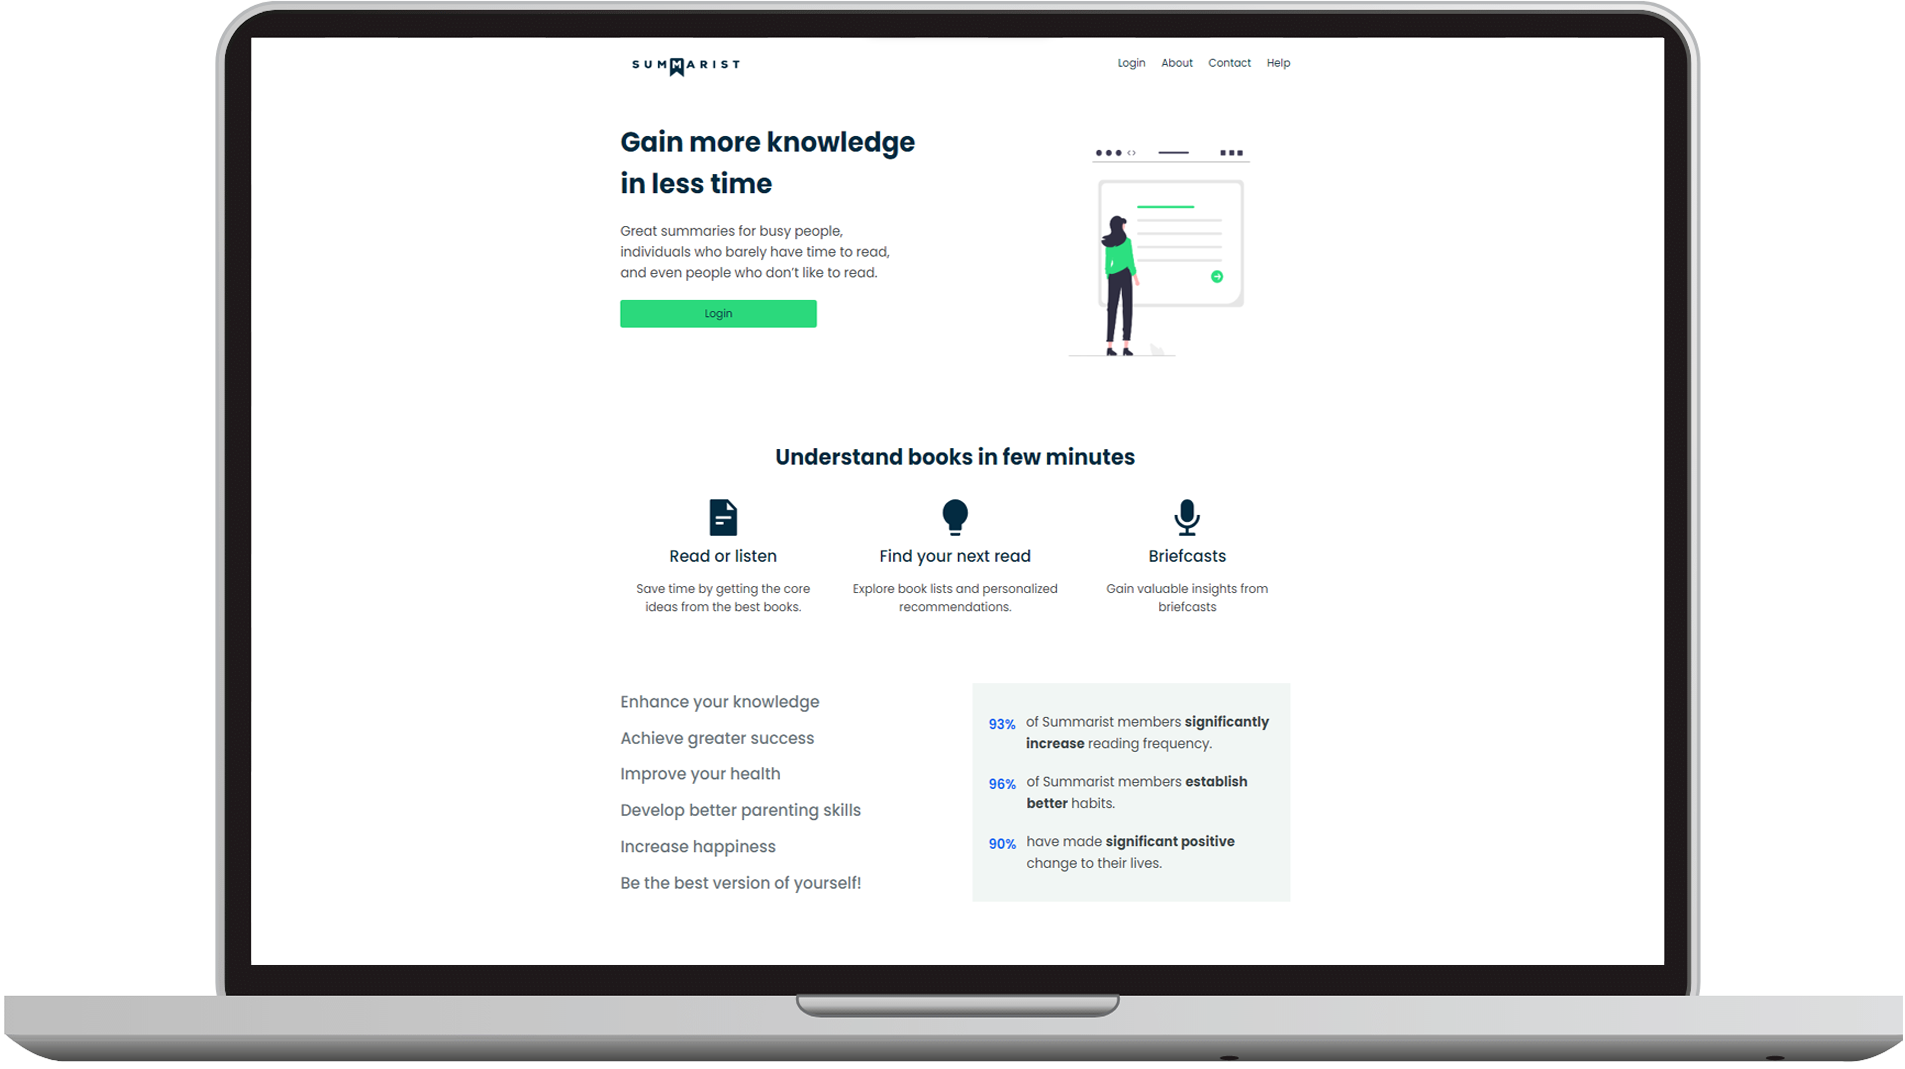 SUMMARIST
Login About Contact Help
Gain more knowledge
in less time
Great summaries for busy people,
individuals who barely have time to read,
and even people who don’t like to read.
Login
Understand books in few minutes
Read or listen
Save time by getting the core
ideas from the best books.
Find your next read
Explore book lists and personalized
recommendations.
Briefcasts
Gain valuable insights from
briefcasts
Enhance your knowledge
Achieve greater success
Improve your health
Develop better parenting skills
Increase happiness
Be the best version of yourself!
93% of Summarist members significantly
increase reading frequency.
96% of Summarist members establish
better habits.
90% have made significant positive
change to their lives.